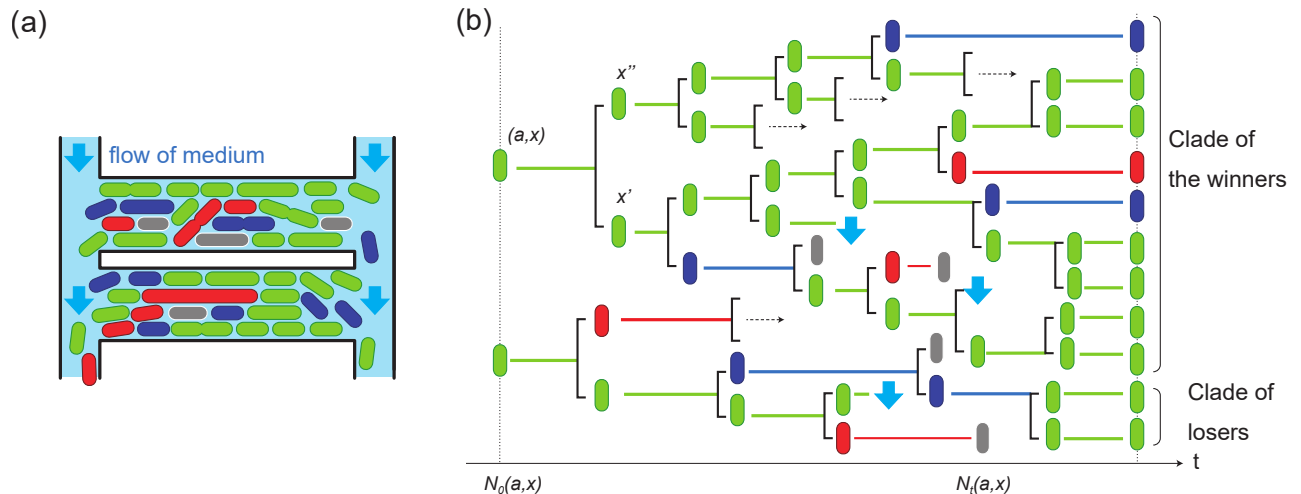 (a)
flow of medium
(b)
(a,x)
x''
x'
Clade of
the winners
Clade of
losers
t
N₀(a,x)
Nₜ(a,x)